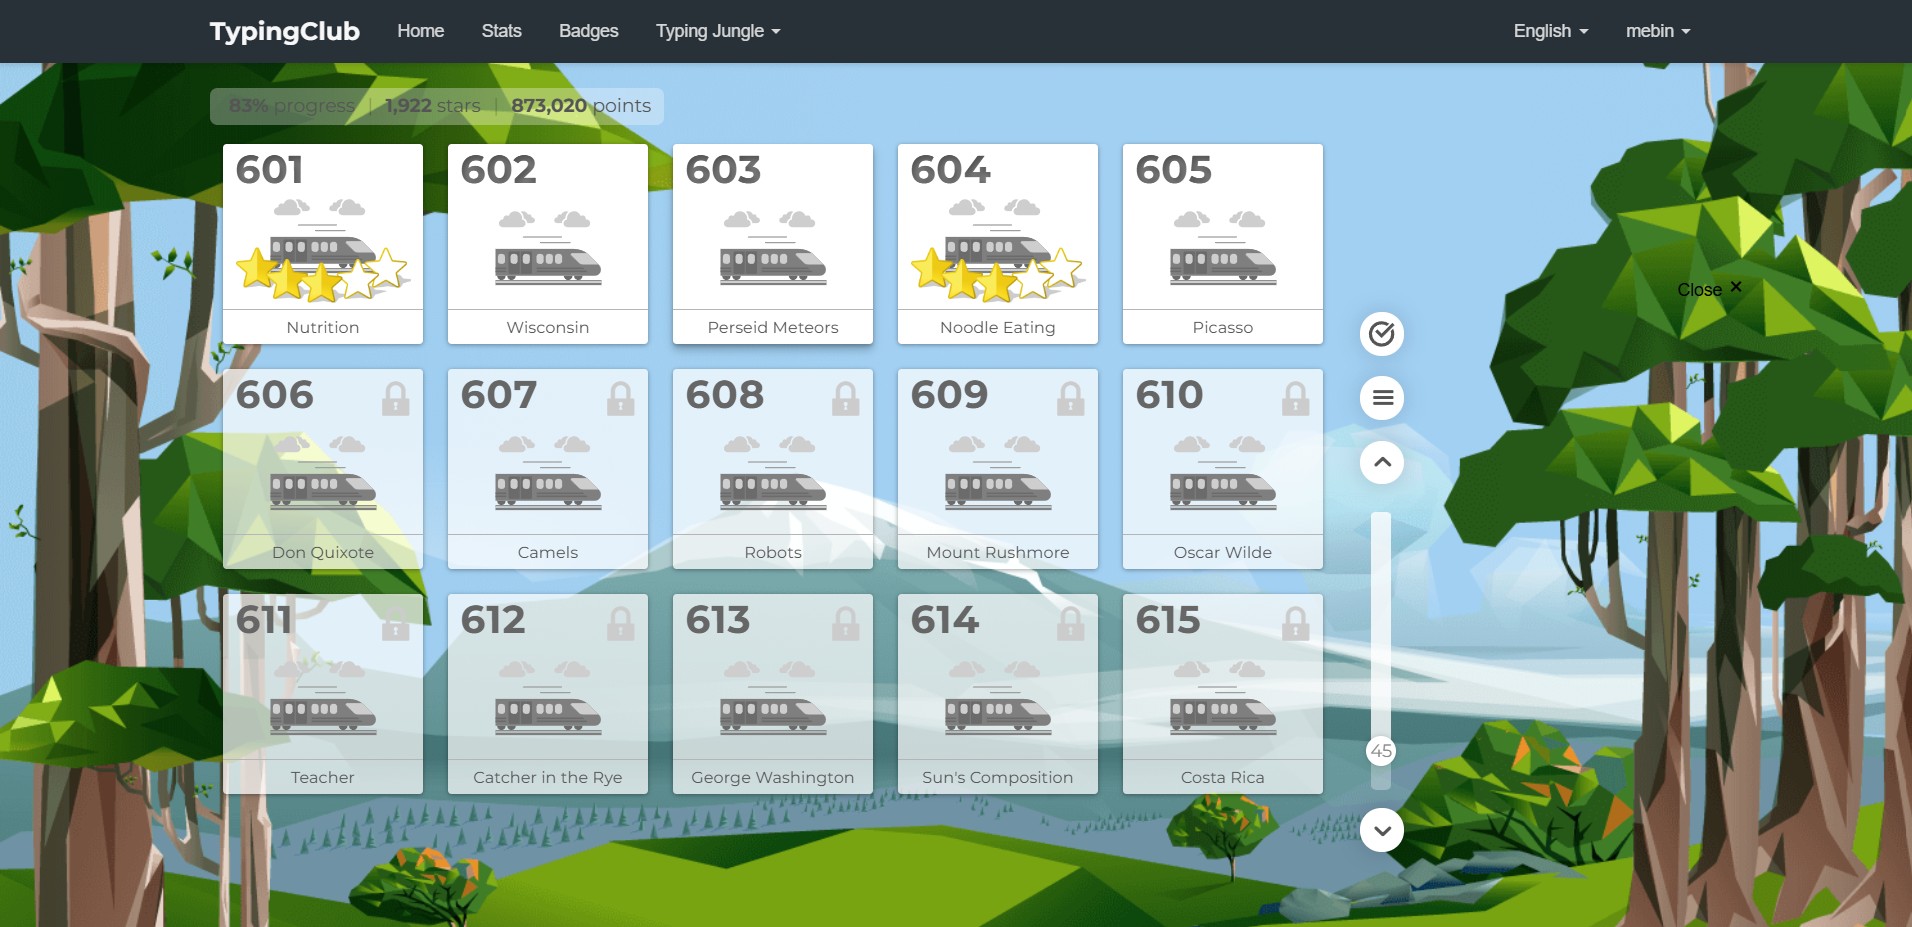 TypingClub Home Stats Badges Typing Jungle English mebin
83% progress | 1,922 stars | 873,020 points
601 602 603 604 605
Nutrition Wisconsin Perseid Meteors Noodle Eating Picasso
Close ×
606 607 608 609 610
Don Quixote Camels Robots Mount Rushmore Oscar Wilde
611 612 613 614 615
45
Teacher Catcher in the Rye George Washington Sun's Composition Costa Rica